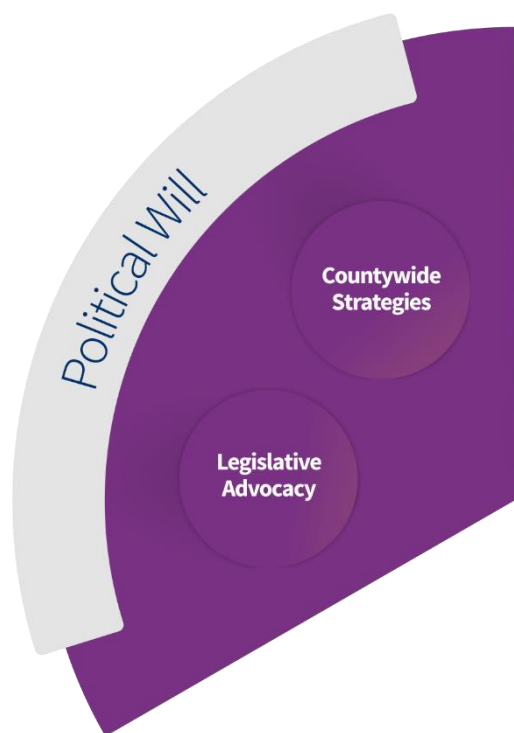 Political Will
Countywide
Strategies
Legislative
Advocacy